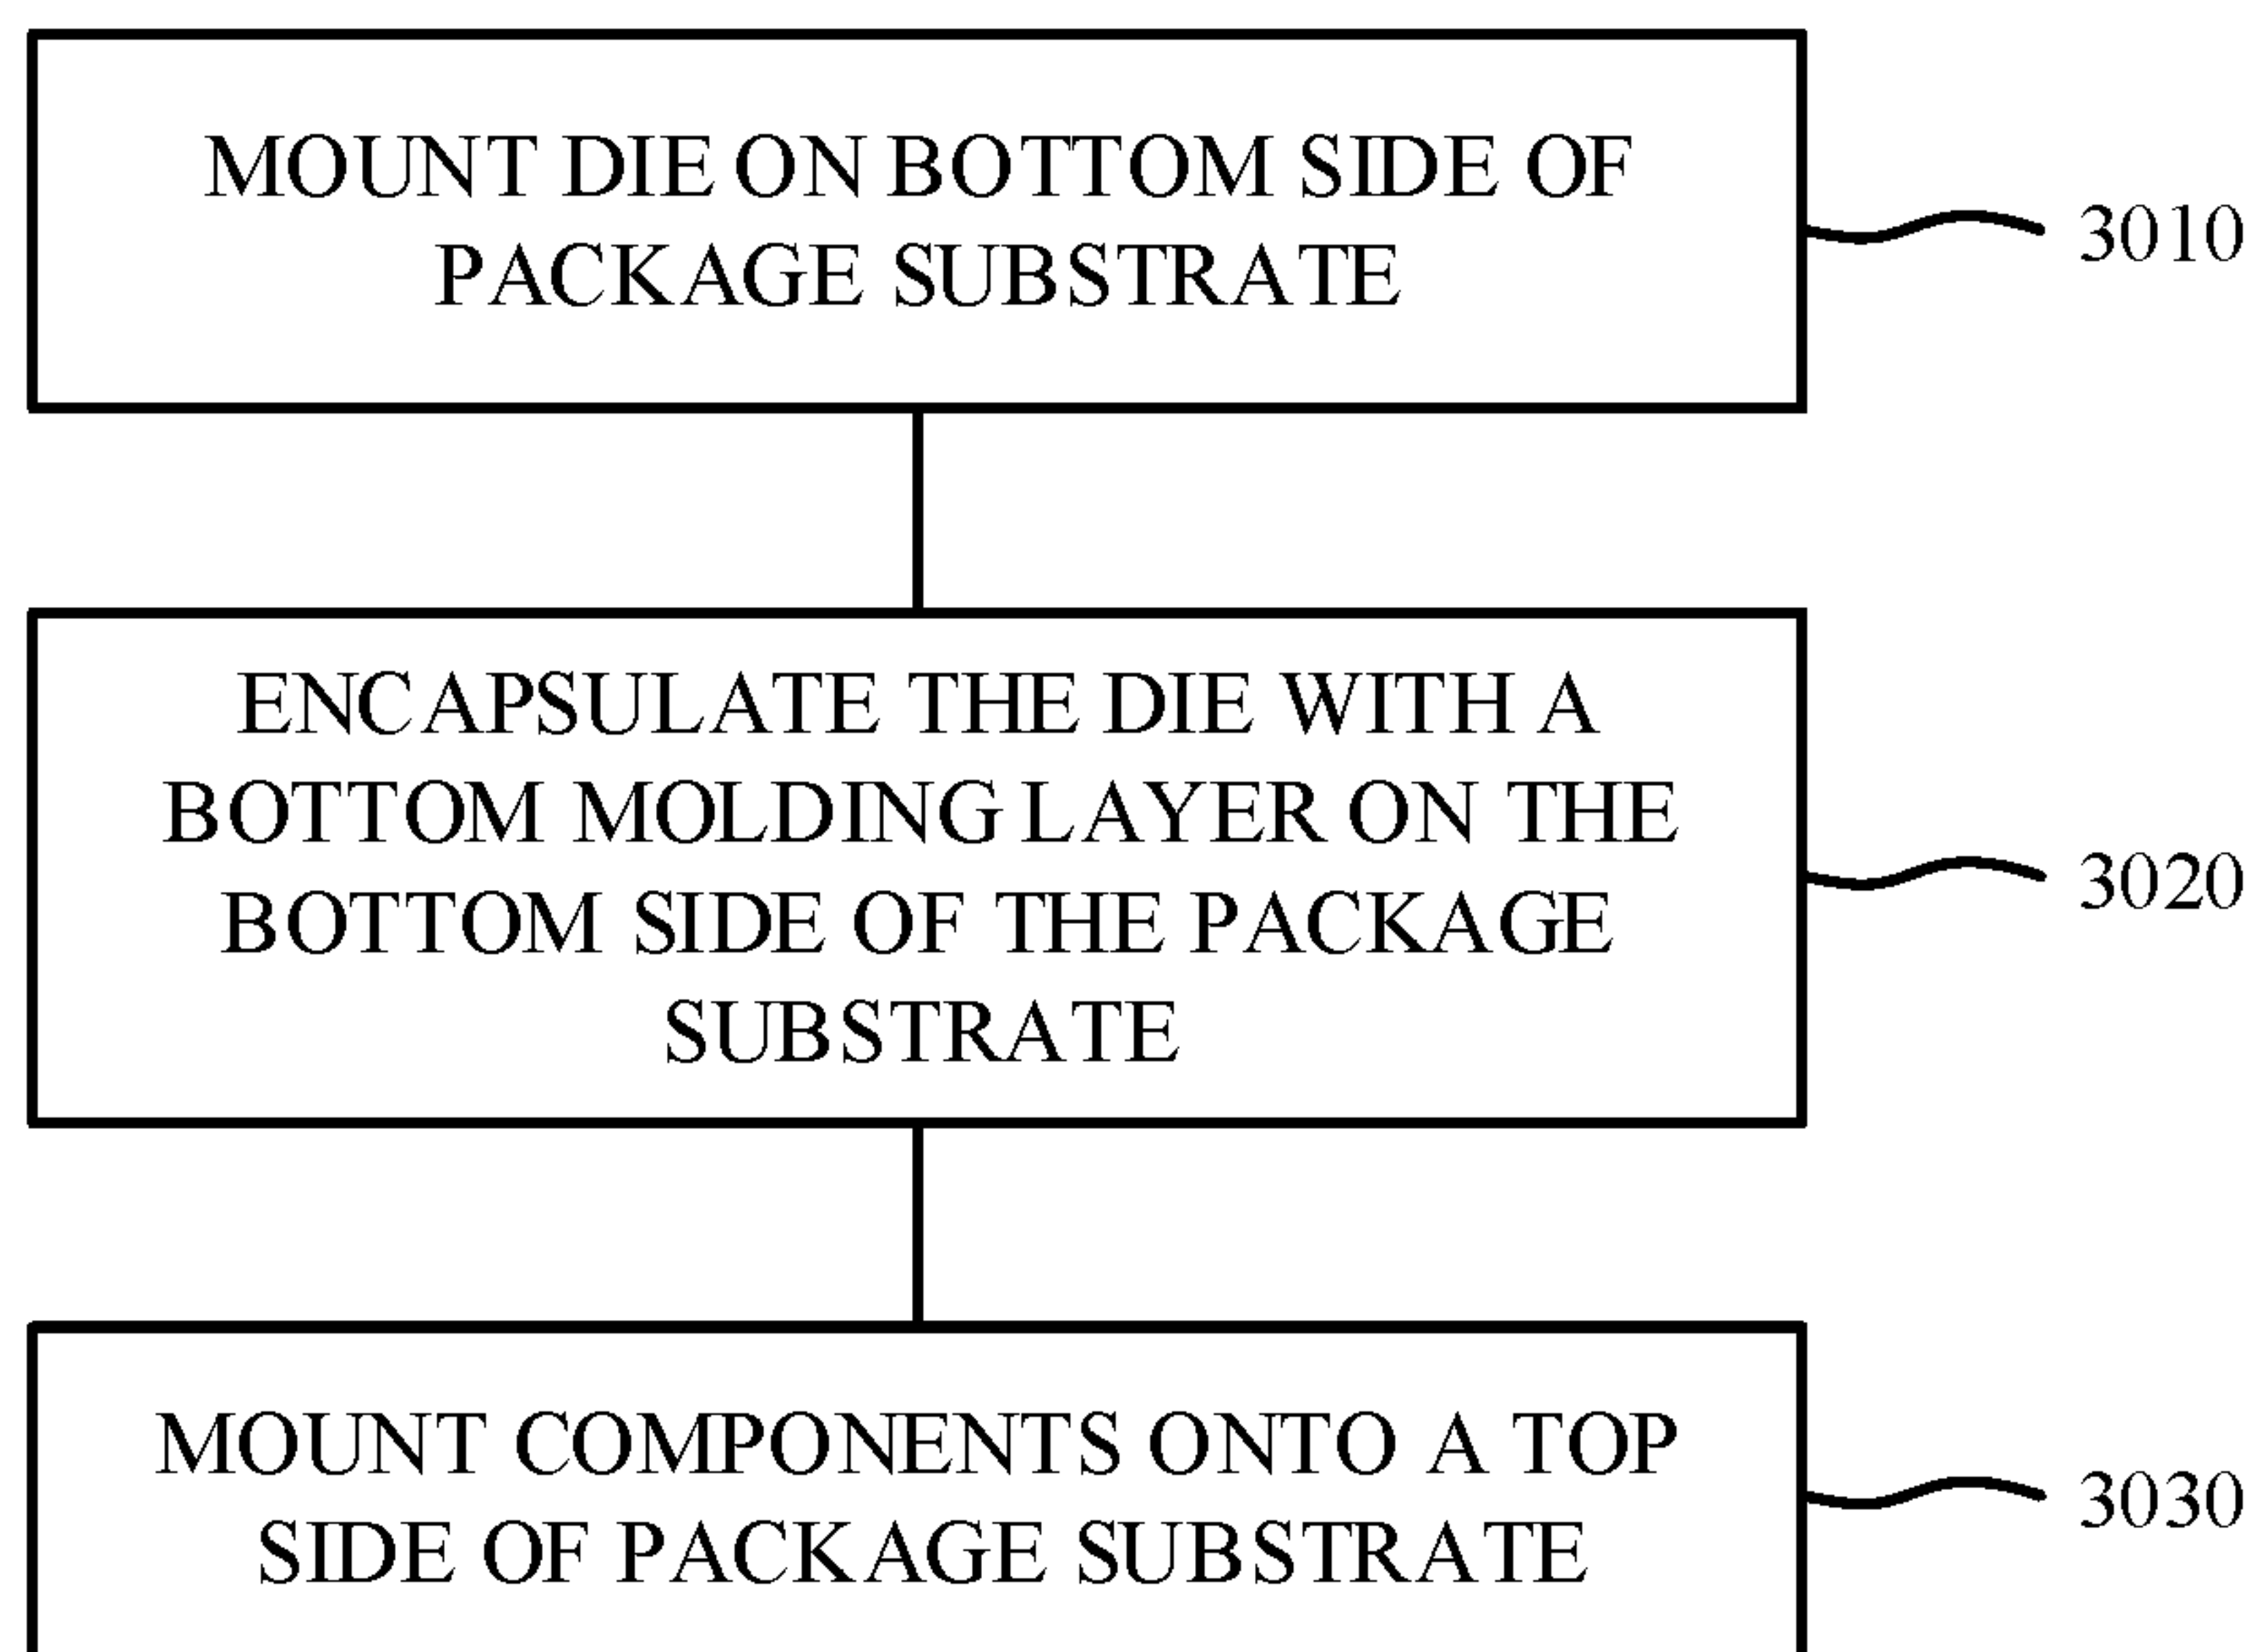 MOUNT DIE ON BOTTOM SIDE OF
PACKAGE SUBSTRATE
3010
ENCAPSULATE THE DIE WITH A
BOTTOM MOLDING LAYER ON THE
BOTTOM SIDE OF THE PACKAGE
SUBSTRATE
3020
MOUNT COMPONENTS ONTO A TOP
SIDE OF PACKAGE SUBSTRATE
3030